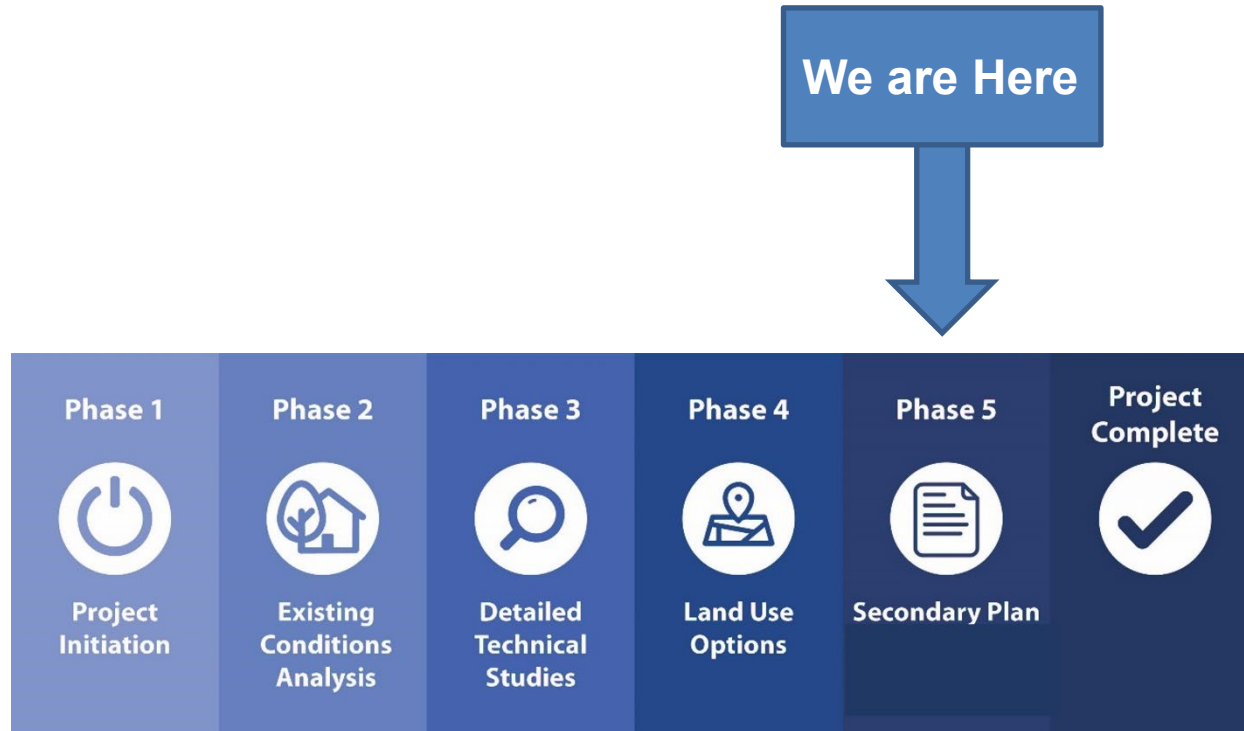 We are Here
Phase 1
Project
Initiation
Phase 2
Existing
Conditions
Analysis
Phase 3
Detailed
Technical
Studies
Phase 4
Land Use
Options
Phase 5
Secondary Plan
Project
Complete